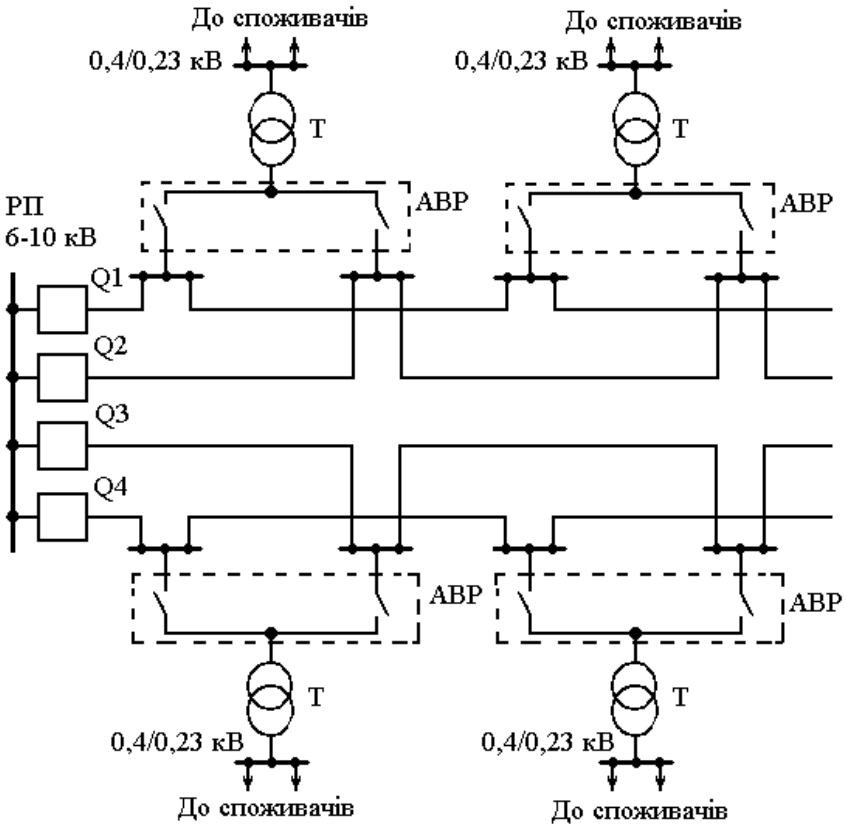 До споживачів
До споживачів
0,4/0,23 кВ
0,4/0,23 кВ
Т
Т
АВР
АВР
РП
6-10 кВ
Q1
Q2
Q3
Q4
АВР
АВР
Т
Т
0,4/0,23 кВ
0,4/0,23 кВ
До споживачів
До споживачів